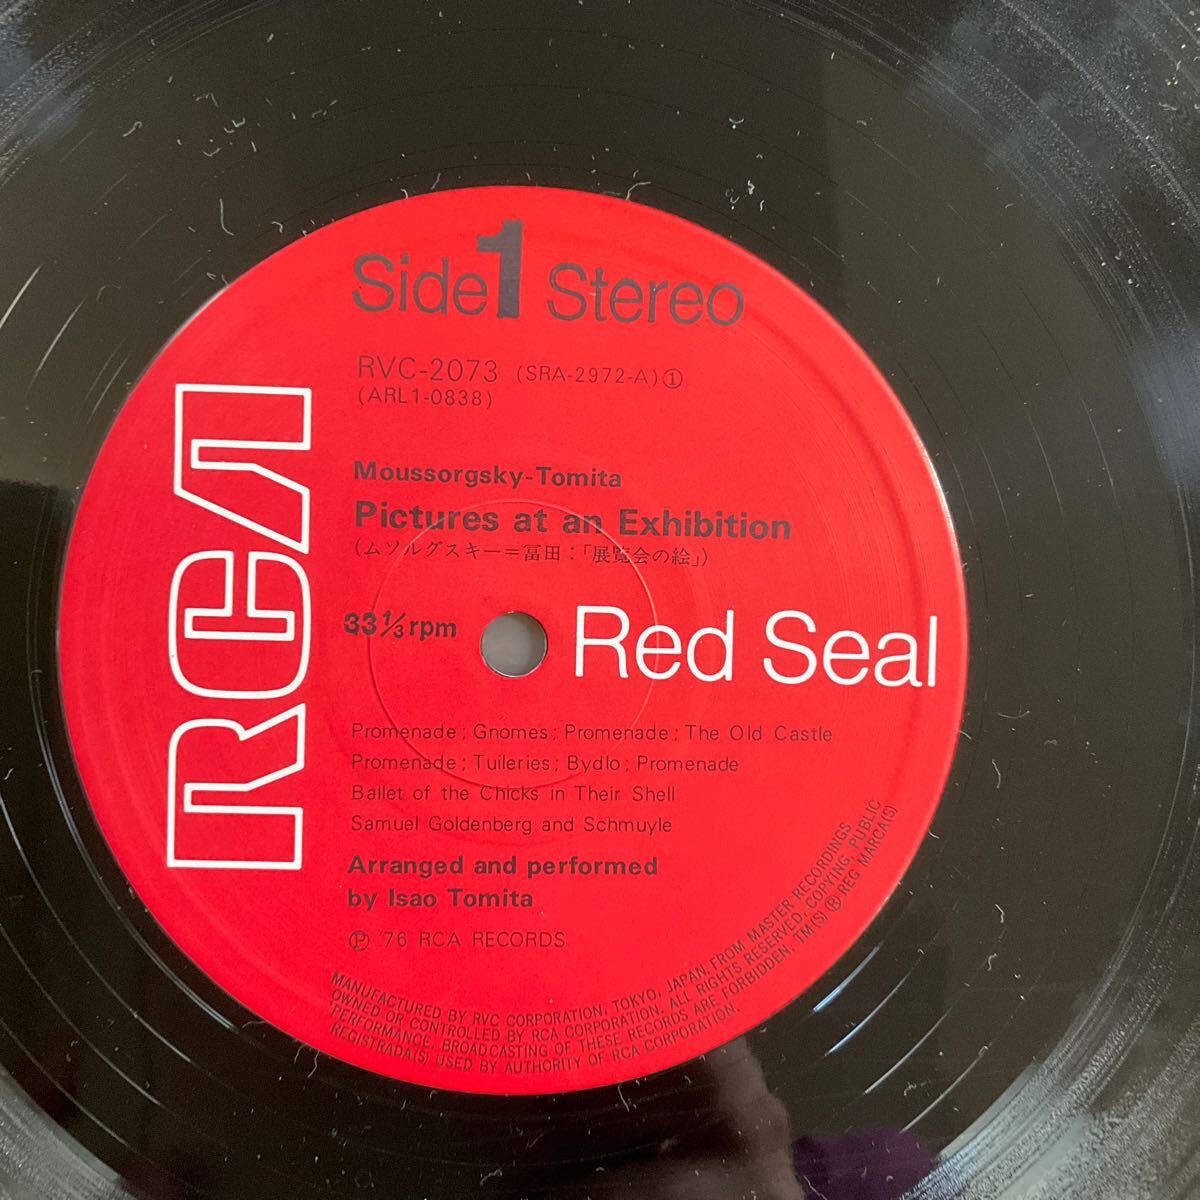 Side 1 Stereo
RVC-2073 (SRA-2972-A)①
(ARL1-0838)
RCA
Moussorgsky-Tomita
Pictures at an Exhibition
(ムソルグスキー=冨田:「展覧会の絵」)
33⅓rpm
Red Seal
Promenade; Gnomes; Promenade; The Old Castle
Promenade; Tuileries; Bydlo; Promenade
Ballet of the Chicks in Their Shell
Samuel Goldenberg and Schmuyle
Arranged and performed
by Isao Tomita
Ⓟ '76 RCA RECORDS
MANUFACTURED BY RVC CORPORATION, TOKYO, JAPAN, FROM MASTER RECORDINGS
OWNED OR CONTROLLED BY RCA CORPORATION. ALL RIGHTS RESERVED, COPYING, PUBLIC
PERFORMANCE, BROADCASTING OF THESE RECORDS ARE FORBIDDEN. TM(S) ® REG MARCA(S)
REGISTRADA(S) USED BY AUTHORITY OF RCA CORPORATION.